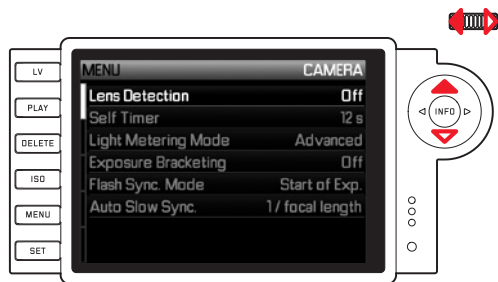 LV
PLAY
DELETE
ISO
MENU
SET
MENU CAMERA
Lens Detection Off
Self Timer 12 s
Light Metering Mode Advanced
Exposure Bracketing Off
Flash Sync. Mode Start of Exp.
Auto Slow Sync. 1/ focal length
INFO